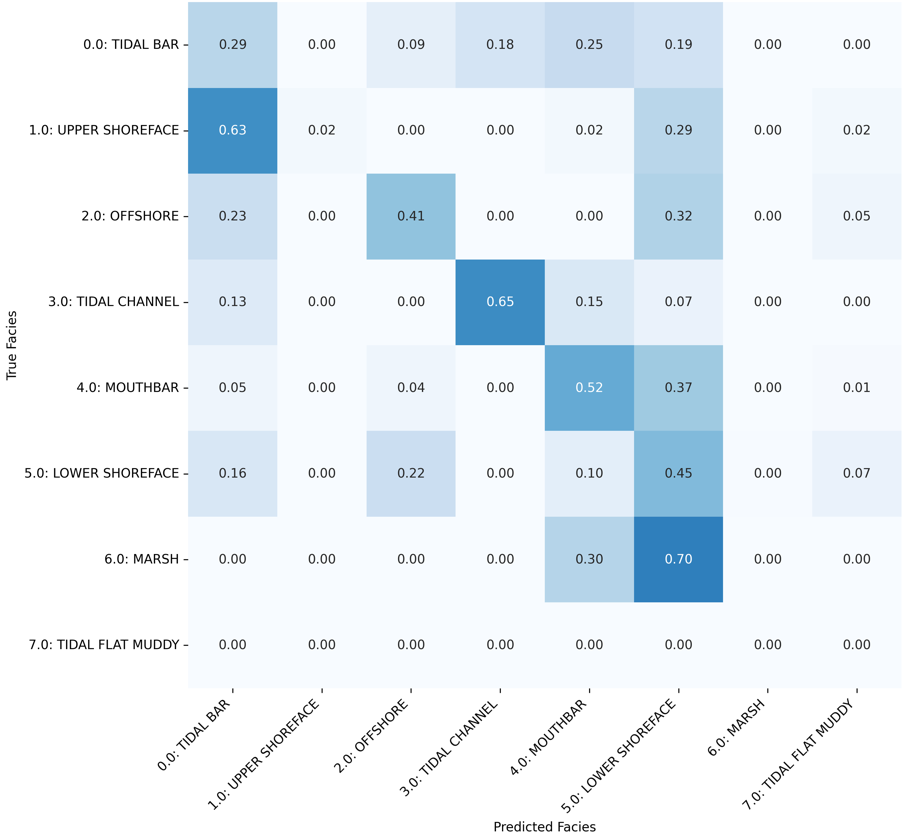 0.0: TIDAL BAR 0.29 0.00 0.09 0.18 0.25 0.19 0.00 0.00
1.0: UPPER SHOREFACE 0.63 0.02 0.00 0.00 0.02 0.29 0.00 0.02
2.0: OFFSHORE 0.23 0.00 0.41 0.00 0.00 0.32 0.00 0.05
3.0: TIDAL CHANNEL 0.13 0.00 0.00 0.65 0.15 0.07 0.00 0.00
True Facies
4.0: MOUTHBAR 0.05 0.00 0.04 0.00 0.52 0.37 0.00 0.01
5.0: LOWER SHOREFACE 0.16 0.00 0.22 0.00 0.10 0.45 0.00 0.07
6.0: MARSH 0.00 0.00 0.00 0.00 0.30 0.70 0.00 0.00
7.0: TIDAL FLAT MUDDY 0.00 0.00 0.00 0.00 0.00 0.00 0.00 0.00
0.0: TIDAL BAR
1.0: UPPER SHOREFACE
2.0: OFFSHORE
3.0: TIDAL CHANNEL
4.0: MOUTHBAR
5.0: LOWER SHOREFACE
6.0: MARSH
7.0: TIDAL FLAT MUDDY
Predicted Facies